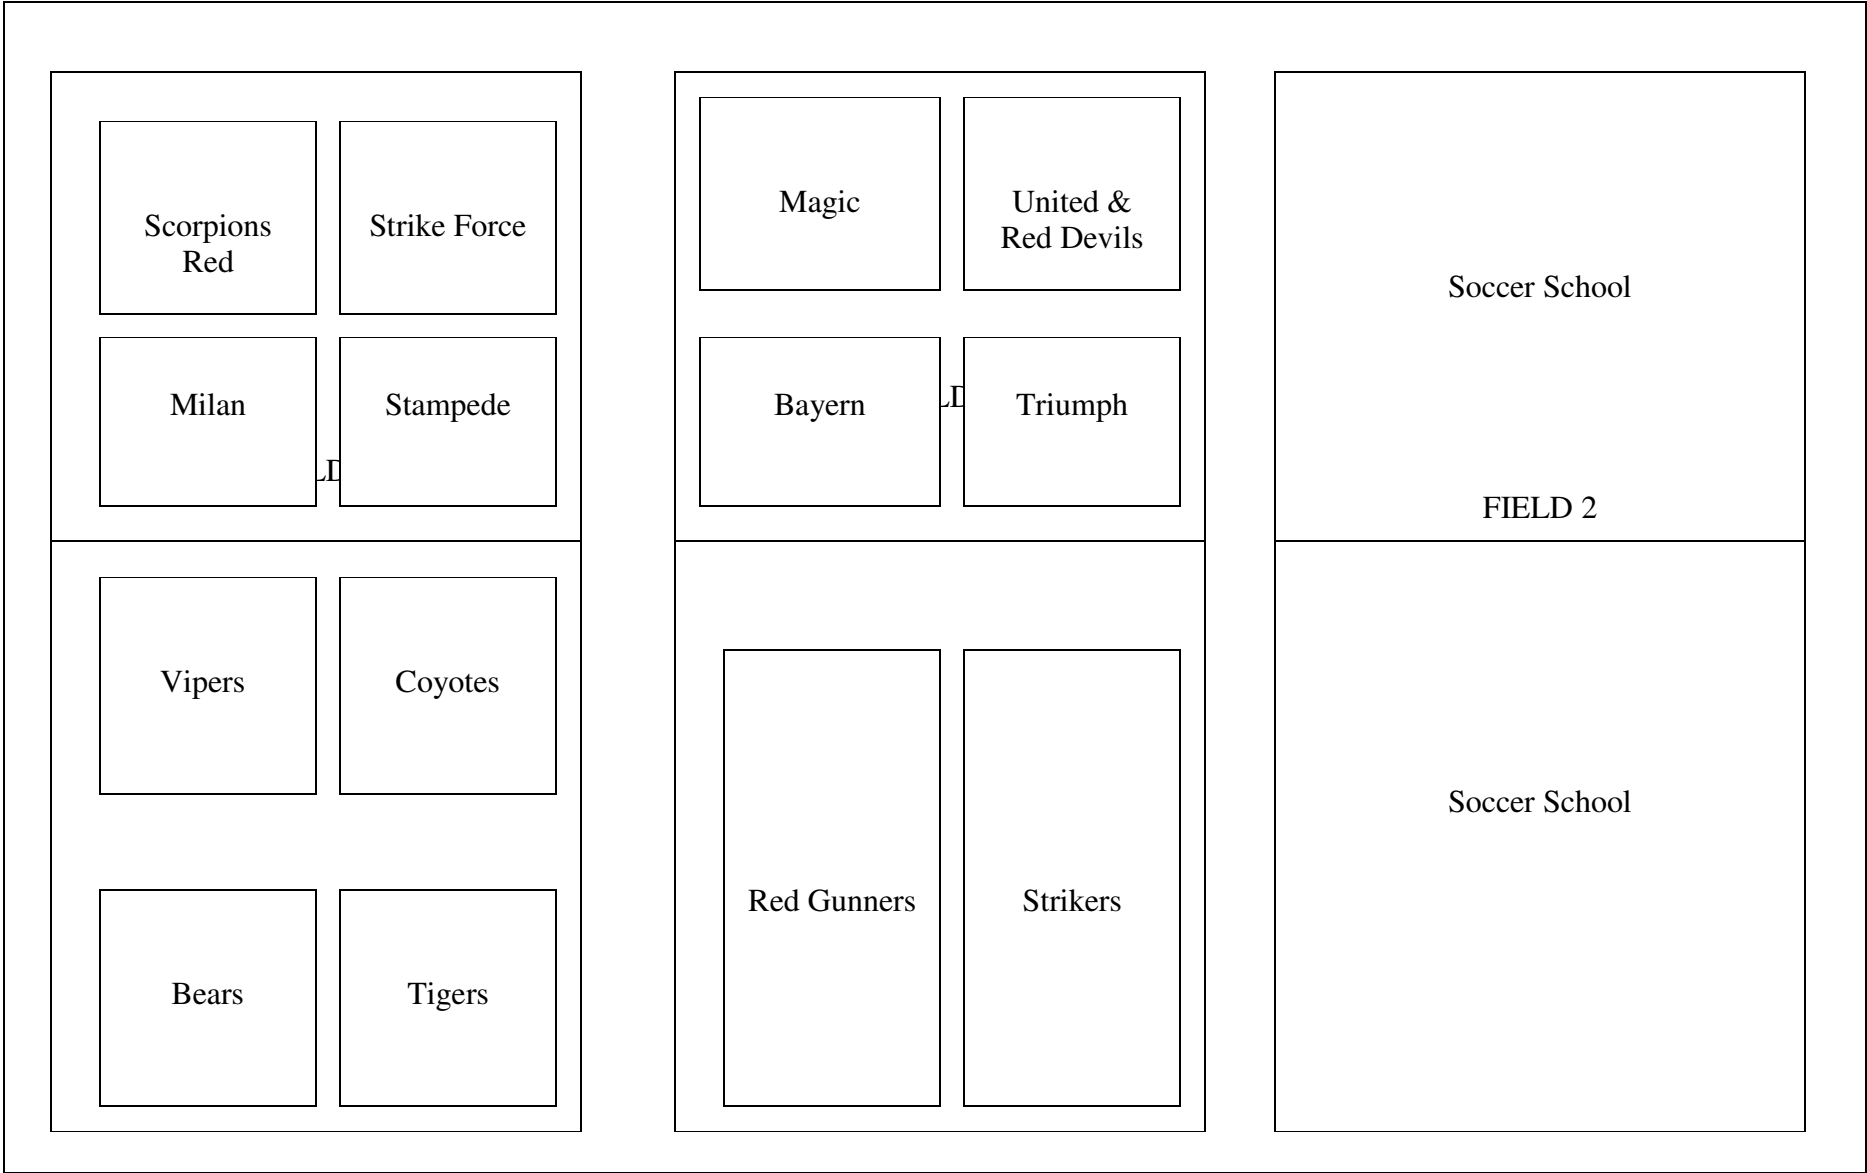 Scorpions
Red
Strike Force
Milan
Stampede
Vipers
Coyotes
Bears
Tigers
Magic
United &
Red Devils
Bayern
Triumph
Red Gunners
Strikers
Soccer School
FIELD 2
Soccer School